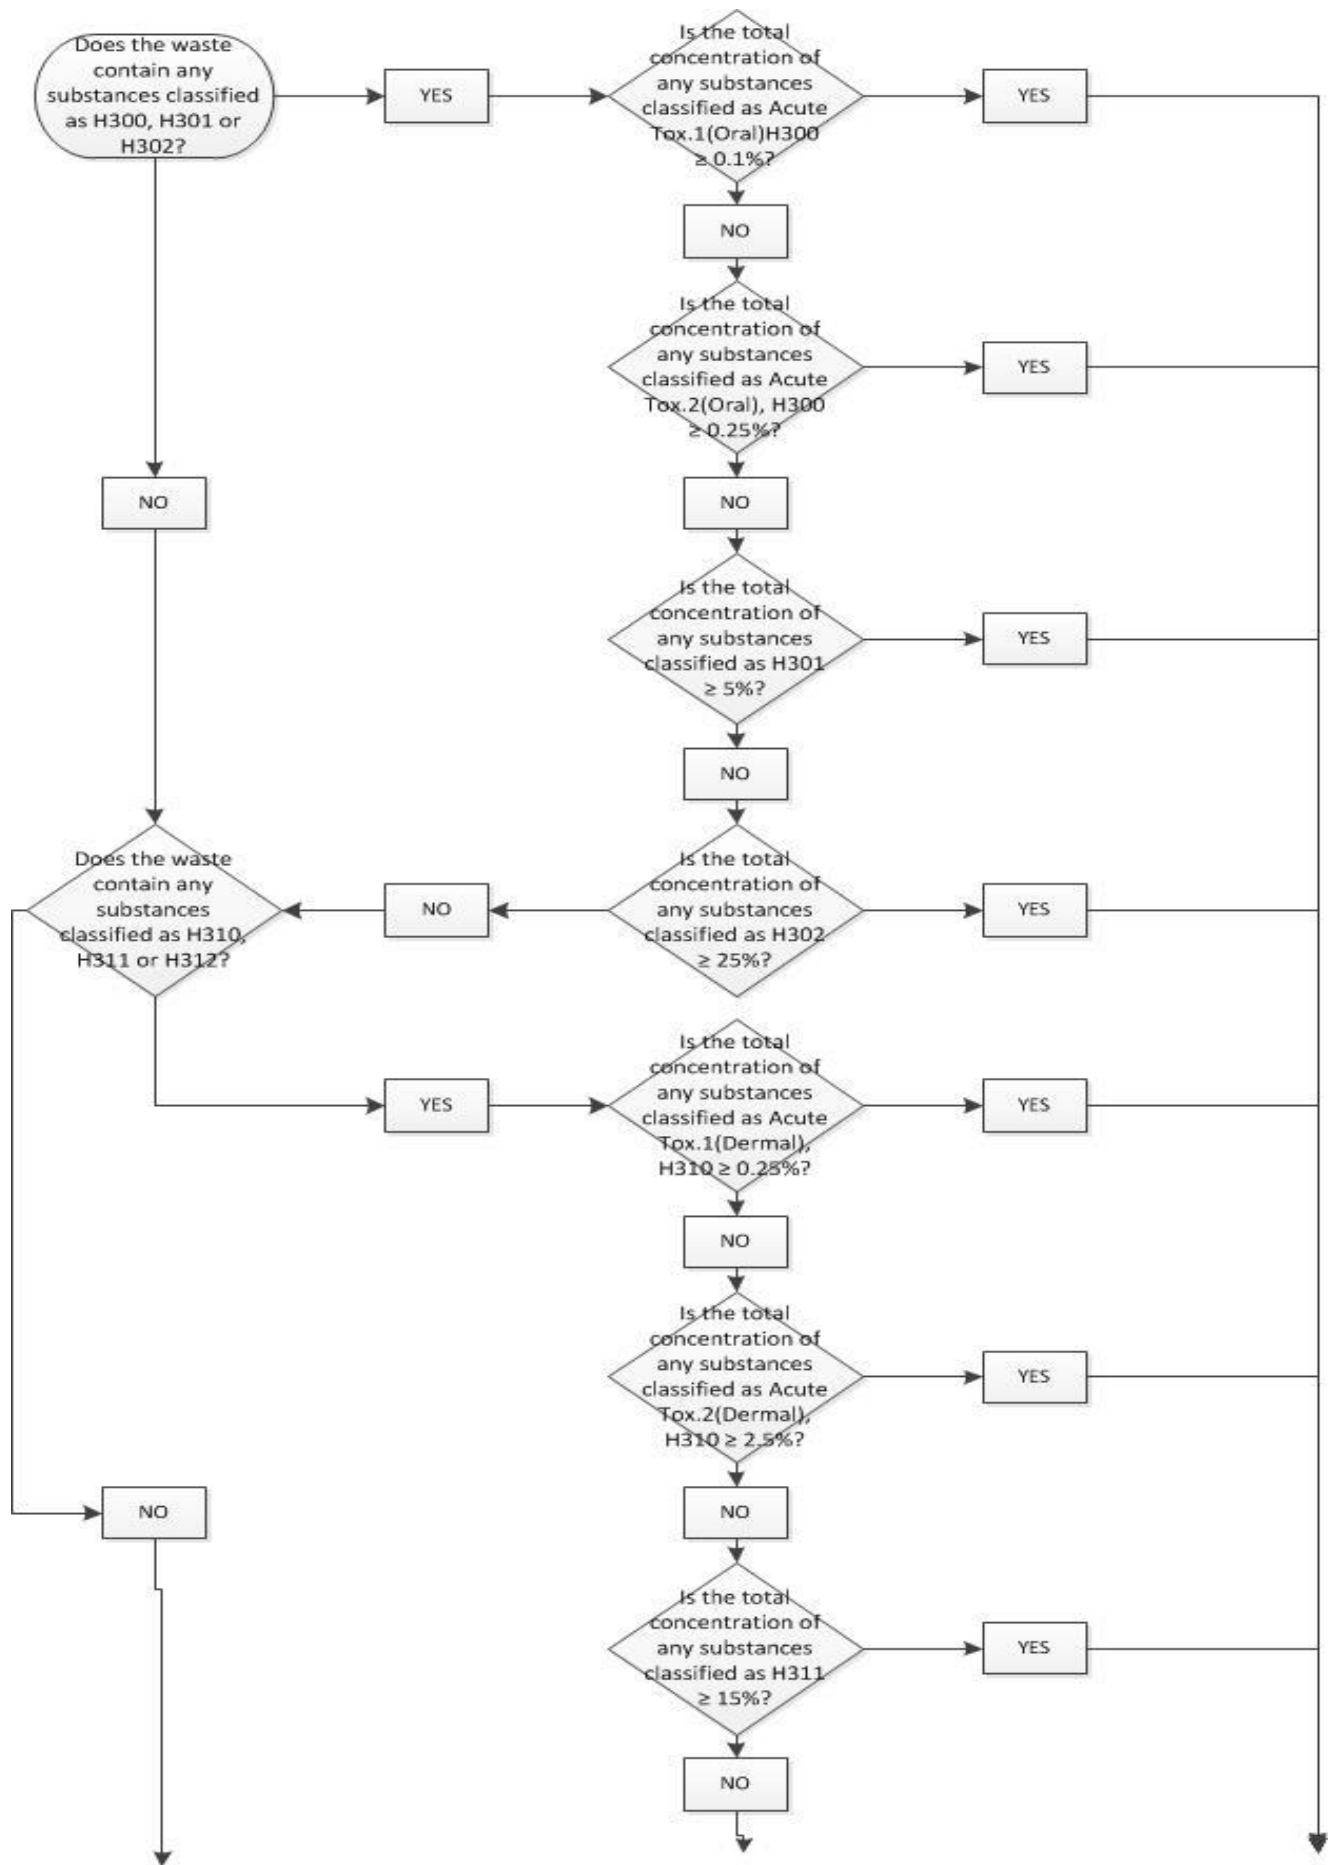 Does the waste
contain any
substances classified
as H300, H301 or
H302?
YES
Is the total
concentration of
any substances
classified as Acute
Tox.1(Oral)H300
≥ 0.1%?
YES
NO
Is the total
concentration of
any substances
classified as Acute
Tox.2(Oral), H300
≥ 0.25%?
YES
NO
NO
Is the total
concentration of
any substances
classified as H301
≥ 5%?
YES
NO
Does the waste
contain any
substances
classified as H310,
H311 or H312?
NO
Is the total
concentration of
any substances
classified as H302
≥ 25%?
YES
YES
Is the total
concentration of
any substances
classified as Acute
Tox.1(Dermal),
H310 ≥ 0.25%?
YES
NO
Is the total
concentration of
any substances
classified as Acute
Tox.2(Dermal),
H310 ≥ 2.5%?
YES
NO
NO
Is the total
concentration of
any substances
classified as H311
≥ 15%?
YES
NO